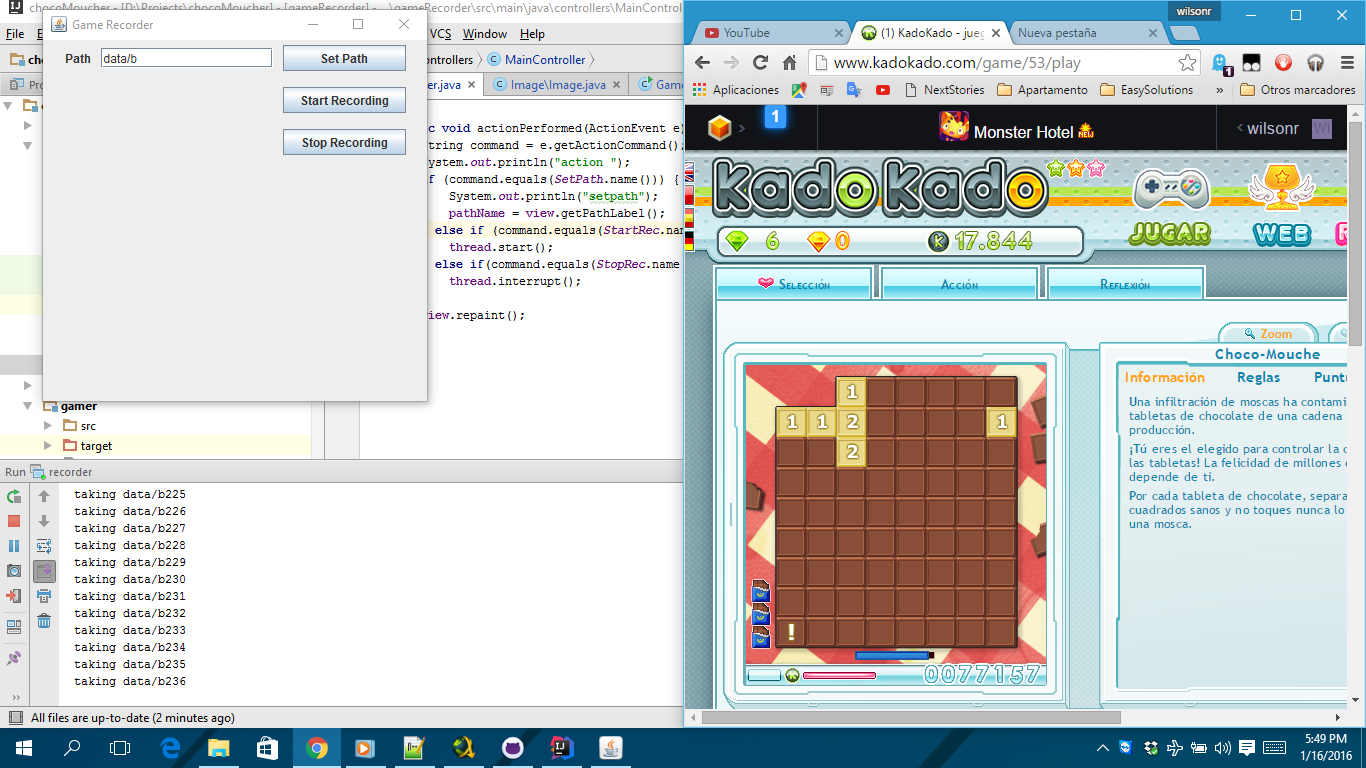 chocoMoucher - [D:\Projects\chocoMoucher] - [gameRecorder] - ...\gameRecorder\src\main\java\controllers\MainControl
Game Recorder
Path
data/b
Set Path
Start Recording
Stop Recording
File
VCS
Window
Help
ontrollers
MainController
er.java
Image\Image.java
Game
c void actionPerformed(ActionEvent e)
tring command = e.getActionCommand();
ystem.out.println("action ");
f (command.equals(SetPath.name())) {
System.out.println("setpath");
pathName = view.getPathLabel();
else if (command.equals(StartRec.na
thread.start();
else if(command.equals(StopRec.name
thread.interrupt();
iew.repaint();
gamer
src
target
Run
recorder
taking data/b225
taking data/b226
taking data/b227
taking data/b228
taking data/b229
taking data/b230
taking data/b231
taking data/b232
taking data/b233
taking data/b234
taking data/b235
taking data/b236
All files are up-to-date (2 minutes ago)
wilsonr
YouTube
(1) KadoKado - jueg
Nueva pestaña
www.kadokado.com/game/53/play
1
Aplicaciones
NextStories
Apartamento
EasySolutions
»
Otros marcadores
1
Monster Hotel NEW
wilsonr
WI
kadokado
6
0
K 17.844
JUGAR
WEB
R
Selección
Acción
Reflexión
Zoom
Choco-Mouche
Información
Reglas
Puntu
Una infiltración de moscas ha contami
tabletas de chocolate de una cadena
producción.
¡Tú eres el elegido para controlar la c
las tabletas! La felicidad de millones
depende de ti.
Por cada tableta de chocolate, separa
cuadrados sanos y no toques nunca lo
una mosca.
1
1 1 2 1
2
!
0077157
5:49 PM
1/16/2016